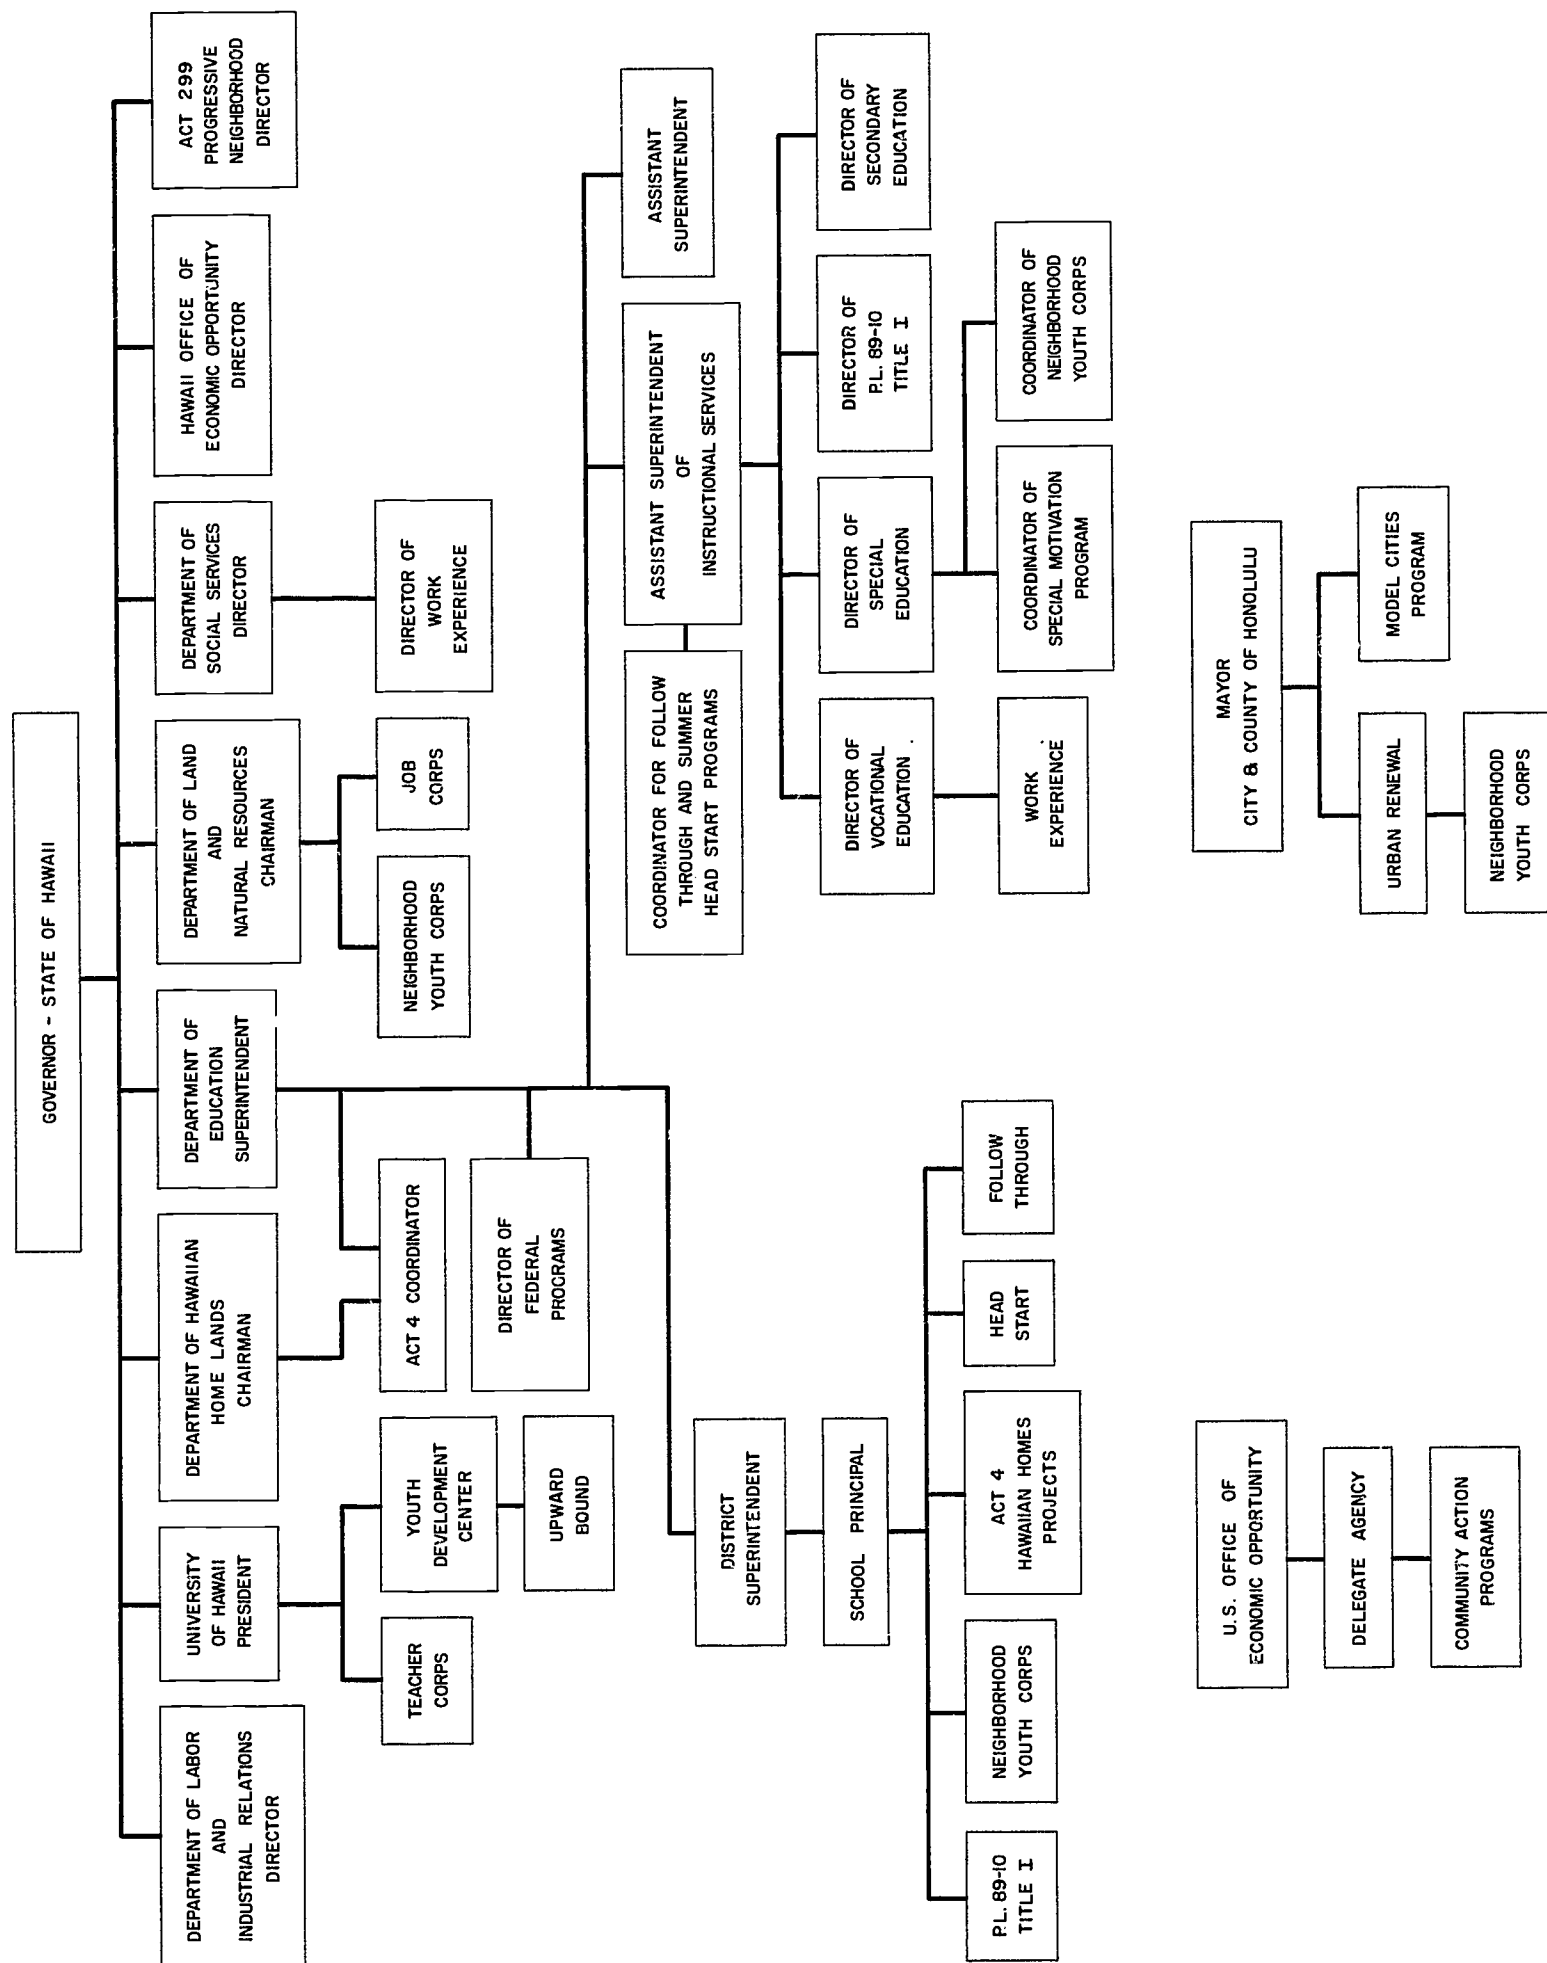 GOVERNOR - STATE OF HAWAII
DEPARTMENT OF LABOR
AND
INDUSTRIAL RELATIONS
DIRECTOR
UNIVERSITY
OF HAWAII
PRESIDENT
DEPARTMENT OF HAWAIIAN
HOME LANDS
CHAIRMAN
DEPARTMENT OF
EDUCATION
SUPERINTENDENT
DEPARTMENT OF LAND
AND
NATURAL RESOURCES
CHAIRMAN
DEPARTMENT OF
SOCIAL SERVICES
DIRECTOR
HAWAII OFFICE OF
ECONOMIC OPPORTUNITY
DIRECTOR
ACT 299
PROGRESSIVE
NEIGHBORHOOD
DIRECTOR
TEACHER
CORPS
YOUTH
DEVELOPMENT
CENTER
ACT 4 COORDINATOR
NEIGHBORHOOD
YOUTH CORPS
JOB
CORPS
DIRECTOR OF
WORK
EXPERIENCE
UPWARD
BOUND
DIRECTOR OF
FEDERAL
PROGRAMS
COORDINATOR FOR FOLLOW
THROUGH AND SUMMER
HEAD START PROGRAMS
ASSISTANT SUPERINTENDENT
OF
INSTRUCTIONAL SERVICES
ASSISTANT
SUPERINTENDENT
DISTRICT
SUPERINTENDENT
SCHOOL PRINCIPAL
DIRECTOR OF
VOCATIONAL
EDUCATION
DIRECTOR OF
SPECIAL
EDUCATION
DIRECTOR OF
P.L. 89-10
TITLE I
DIRECTOR OF
SECONDARY
EDUCATION
P.L. 89-10
TITLE I
NEIGHBORHOOD
YOUTH CORPS
ACT 4
HAWAIIAN HOMES
PROJECTS
HEAD
START
FOLLOW
THROUGH
WORK
EXPERIENCE
COORDINATOR OF
SPECIAL MOTIVATION
PROGRAM
COORDINATOR OF
NEIGHBORHOOD
YOUTH CORPS
U.S. OFFICE OF
ECONOMIC OPPORTUNITY
DELEGATE AGENCY
COMMUNITY ACTION
PROGRAMS
MAYOR
CITY & COUNTY OF HONOLULU
URBAN RENEWAL
MODEL CITIES
PROGRAM
NEIGHBORHOOD
YOUTH CORPS